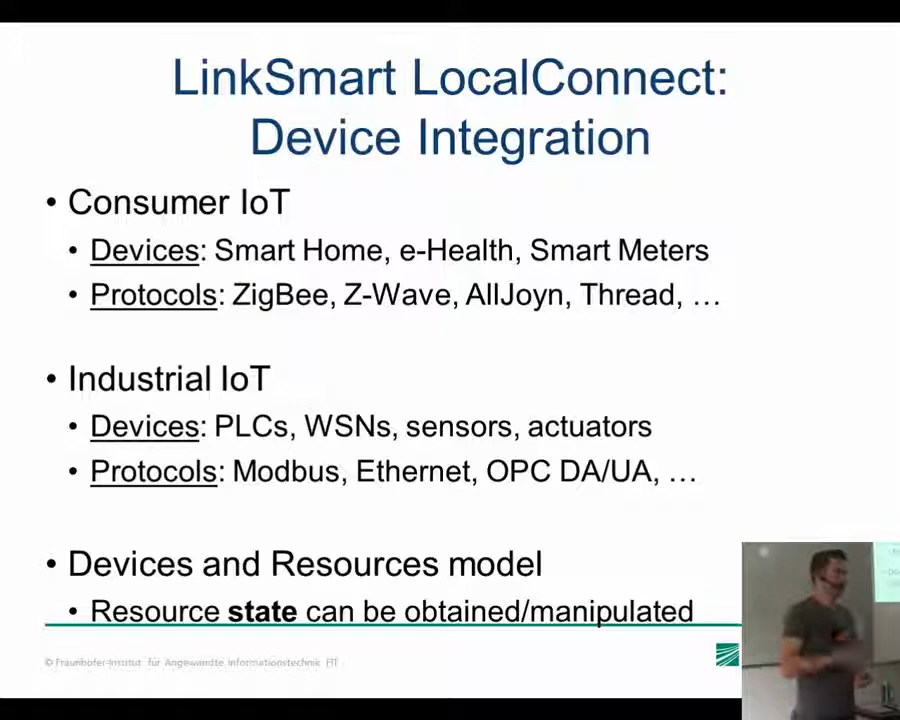 LinkSmart LocalConnect:
Device Integration
• Consumer IoT
• Devices: Smart Home, e-Health, Smart Meters
• Protocols: ZigBee, Z-Wave, AllJoyn, Thread, …
• Industrial IoT
• Devices: PLCs, WSNs, sensors, actuators
• Protocols: Modbus, Ethernet, OPC DA/UA, …
• Devices and Resources model
• Resource state can be obtained/manipulated
© Fraunhofer-Institut für Angewandte Informationstechnik FIT